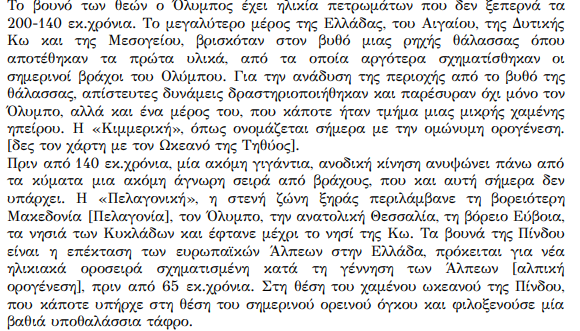 Το βουνό των θεών ο Όλυμπος έχει ηλικία πετρωμάτων που δεν ξεπερνά τα
200-140 εκ.χρόνια. Το μεγαλύτερο μέρος της Ελλάδας, του Αιγαίου, της Δυτικής
Κω και της Μεσογείου, βρισκόταν στον βυθό μιας ρηχής θάλασσας όπου
αποτέθηκαν τα πρώτα υλικά, από τα οποία αργότερα σχηματίσθηκαν οι
σημερινοί βράχοι του Ολύμπου. Για την ανάδυση της περιοχής από το βυθό της
θάλασσας, απίστευτες δυνάμεις δραστηριοποιήθηκαν και παρέσυραν όχι μόνο τον
Όλυμπο, αλλά και ένα μέρος του, που κάποτε ήταν τμήμα μιας μικρής χαμένης
ηπείρου. Η «Κιμμερική», όπως ονομάζεται σήμερα με την ομώνυμη ορογένεση.
[δες τον χάρτη με τον Ωκεανό της Τηθύος].
Πριν από 140 εκ.χρόνια, μία ακόμη γιγάντια, ανοδική κίνηση ανυψώνει πάνω από
τα κύματα μια ακόμη άγνωρη σειρά από βράχους, που και αυτή σήμερα δεν
υπάρχει. Η «Πελαγονική», η στενή ζώνη ξηράς περιλάμβανε τη βορειότερη
Μακεδονία [Πελαγονία], τον Όλυμπο, την ανατολική Θεσσαλία, τη βόρειο Εύβοια,
τα νησιά των Κυκλάδων και έφτανε μέχρι το νησί της Κω. Τα βουνά της Πίνδου
είναι η επέκταση των ευρωπαϊκών Άλπεων στην Ελλάδα, πρόκειται για νέα
ηλικιακά οροσειρά σχηματισμένη κατά τη γέννηση των Άλπεων [αλπική
ορογένεση], πριν από 65 εκ.χρόνια. Στη θέση του χαμένου ωκεανού της Πίνδου,
που κάποτε υπήρχε στη θέση του σημερινού ορεινού όγκου και φιλοξενούσε μία
βαθιά υποθαλάσσια τάφρο.